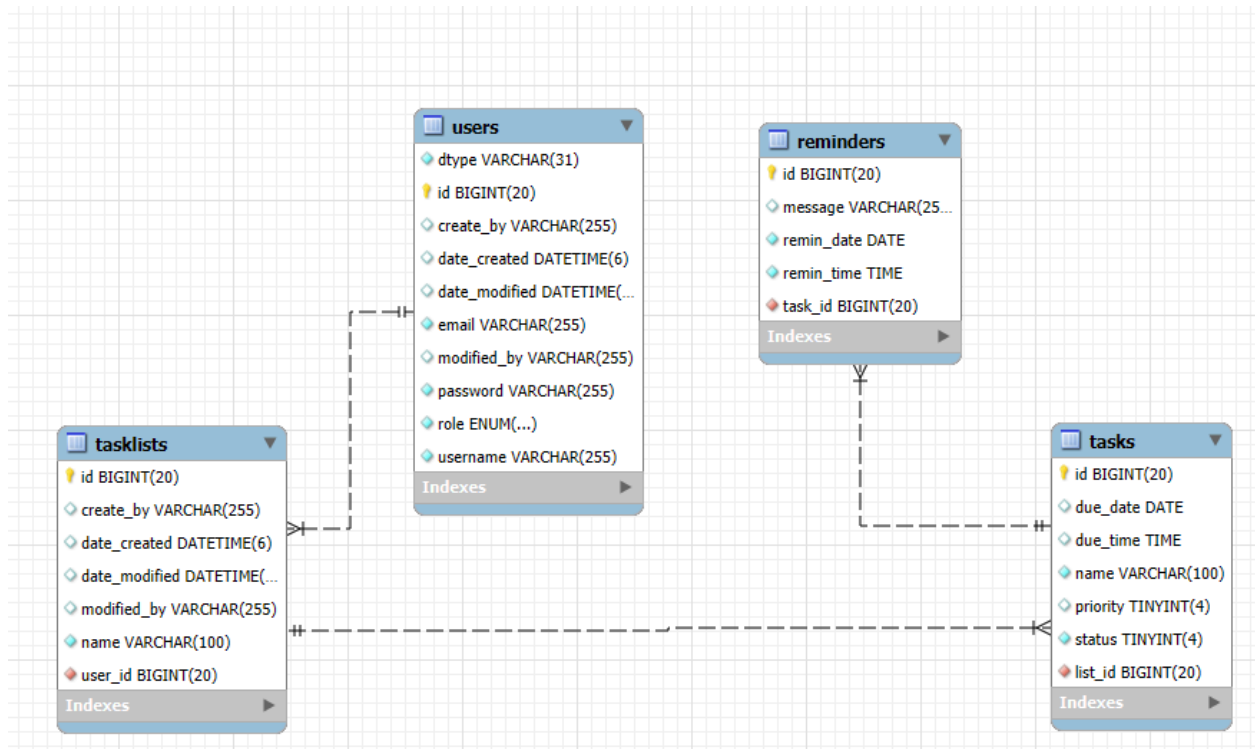 users
dtype VARCHAR(31)
id BIGINT(20)
create_by VARCHAR(255)
date_created DATETIME(6)
date_modified DATETIME(...
email VARCHAR(255)
modified_by VARCHAR(255)
password VARCHAR(255)
role ENUM(...)
username VARCHAR(255)
Indexes
reminders
id BIGINT(20)
message VARCHAR(25...
remin_date DATE
remin_time TIME
task_id BIGINT(20)
Indexes
tasklists
id BIGINT(20)
create_by VARCHAR(255)
date_created DATETIME(6)
date_modified DATETIME(...
modified_by VARCHAR(255)
name VARCHAR(100)
user_id BIGINT(20)
Indexes
tasks
id BIGINT(20)
due_date DATE
due_time TIME
name VARCHAR(100)
priority TINYINT(4)
status TINYINT(4)
list_id BIGINT(20)
Indexes